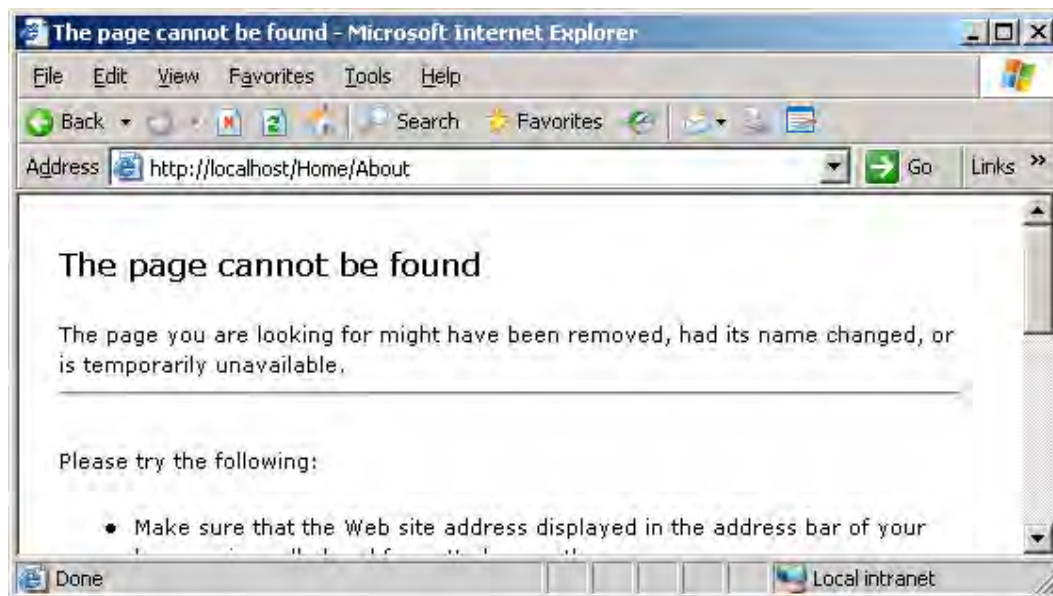 The page cannot be found - Microsoft Internet Explorer
File Edit View Favorites Tools Help
Back Search Favorites
Address http://localhost/Home/About Go Links »
The page cannot be found
The page you are looking for might have been removed, had its name changed, or
is temporarily unavailable.
Please try the following:
• Make sure that the Web site address displayed in the address bar of your
Done Local intranet